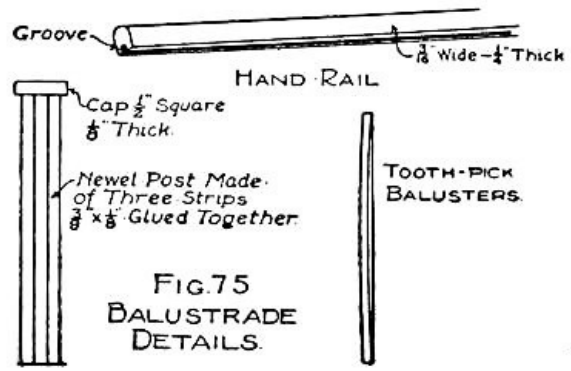 Groove
3/16" Wide-1/4" Thick
HAND·RAIL
Cap 1/2" Square
1/8" Thick.
Newel Post Made
of Three Strips
3/8" x 1/8" Glued Together.
TOOTH-PICK
BALUSTERS.
FIG. 75
BALUSTRADE
DETAILS.